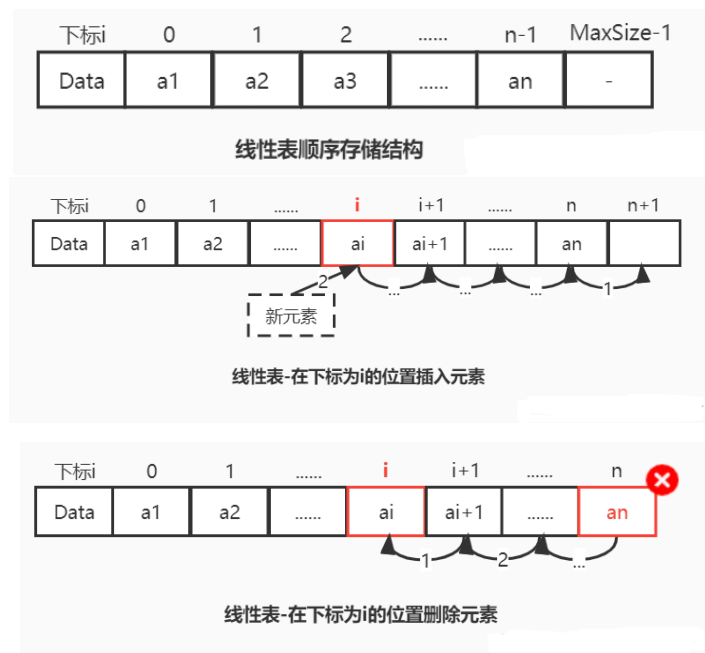 下标i 0 1 2 ...... n-1 MaxSize-1
Data a1 a2 a3 ...... an -
线性表顺序存储结构
下标i 0 1 ...... i i+1 ...... n n+1
Data a1 a2 ...... ai ai+1 ...... an
2 ... ... ... 1
新元素
线性表-在下标为i的位置插入元素
下标i 0 1 ...... i i+1 ...... n
Data a1 a2 ...... ai ai+1 ...... an
1 2 ...
线性表-在下标为i的位置删除元素